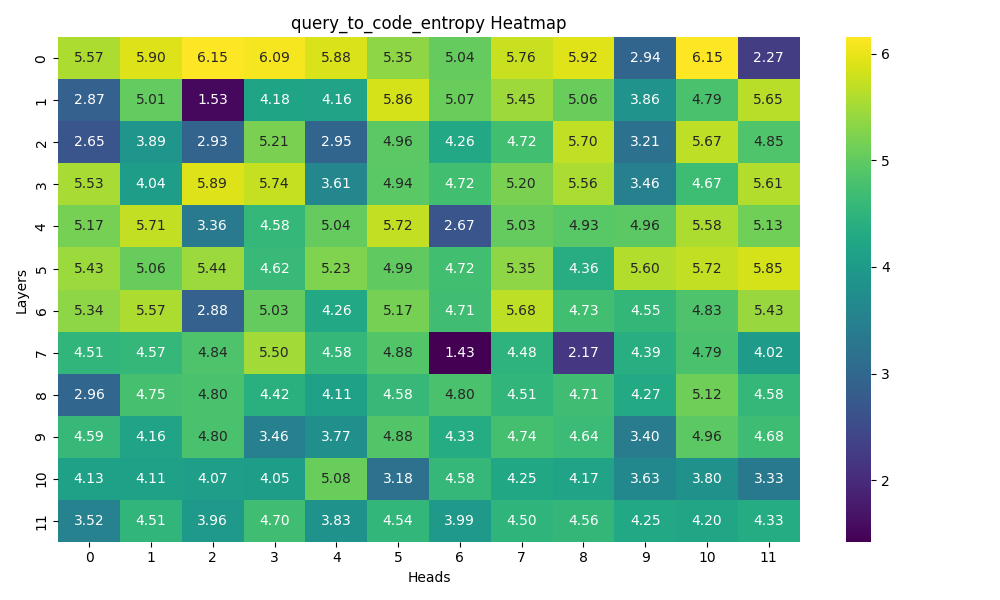 query_to_code_entropy Heatmap
0 5.57 5.90 6.15 6.09 5.88 5.35 5.04 5.76 5.92 2.94 6.15 2.27
1 2.87 5.01 1.53 4.18 4.16 5.86 5.07 5.45 5.06 3.86 4.79 5.65
2 2.65 3.89 2.93 5.21 2.95 4.96 4.26 4.72 5.70 3.21 5.67 4.85
3 5.53 4.04 5.89 5.74 3.61 4.94 4.72 5.20 5.56 3.46 4.67 5.61
4 5.17 5.71 3.36 4.58 5.04 5.72 2.67 5.03 4.93 4.96 5.58 5.13
5 5.43 5.06 5.44 4.62 5.23 4.99 4.72 5.35 4.36 5.60 5.72 5.85
6 5.34 5.57 2.88 5.03 4.26 5.17 4.71 5.68 4.73 4.55 4.83 5.43
7 4.51 4.57 4.84 5.50 4.58 4.88 1.43 4.48 2.17 4.39 4.79 4.02
8 2.96 4.75 4.80 4.42 4.11 4.58 4.80 4.51 4.71 4.27 5.12 4.58
9 4.59 4.16 4.80 3.46 3.77 4.88 4.33 4.74 4.64 3.40 4.96 4.68
10 4.13 4.11 4.07 4.05 5.08 3.18 4.58 4.25 4.17 3.63 3.80 3.33
11 3.52 4.51 3.96 4.70 3.83 4.54 3.99 4.50 4.56 4.25 4.20 4.33
0 1 2 3 4 5 6 7 8 9 10 11
Heads
Layers
6
5
4
3
2